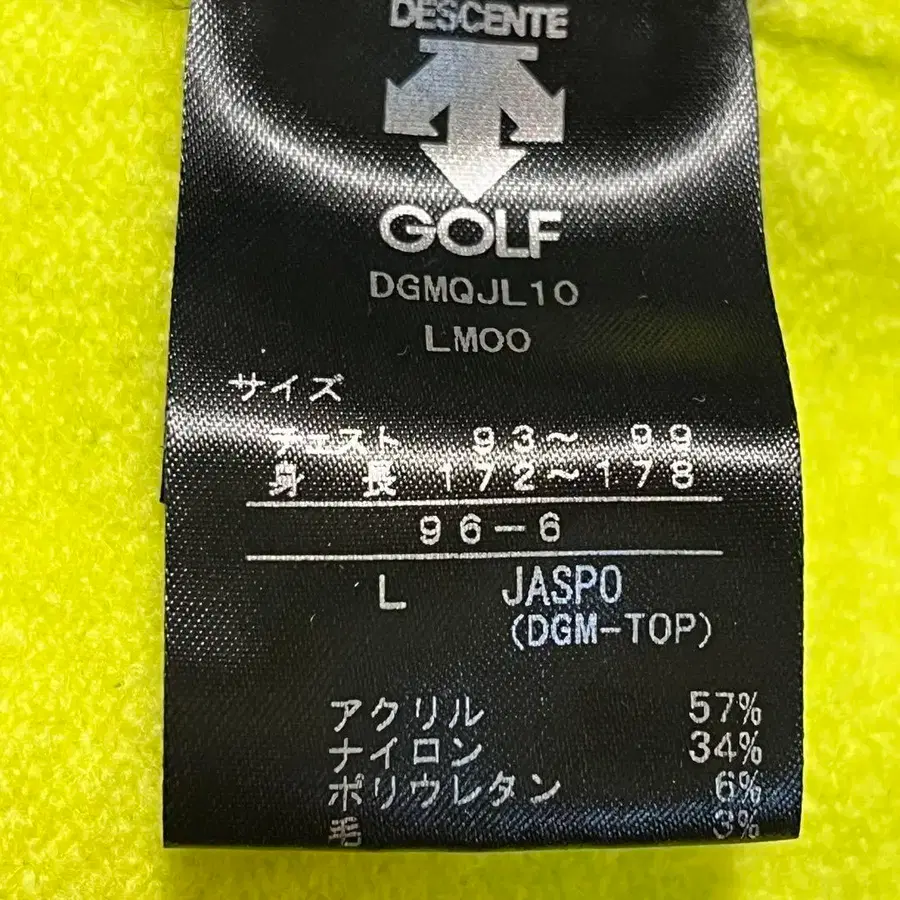 DESCENTE
GOLF
DGMQJL10
LM00
サイズ
チェスト 93〜 99
身 長 172〜178
96-6
L JASPO
(DGM-TOP)
アクリル 57%
ナイロン 34%
ポリウレタン 6%
毛 3%